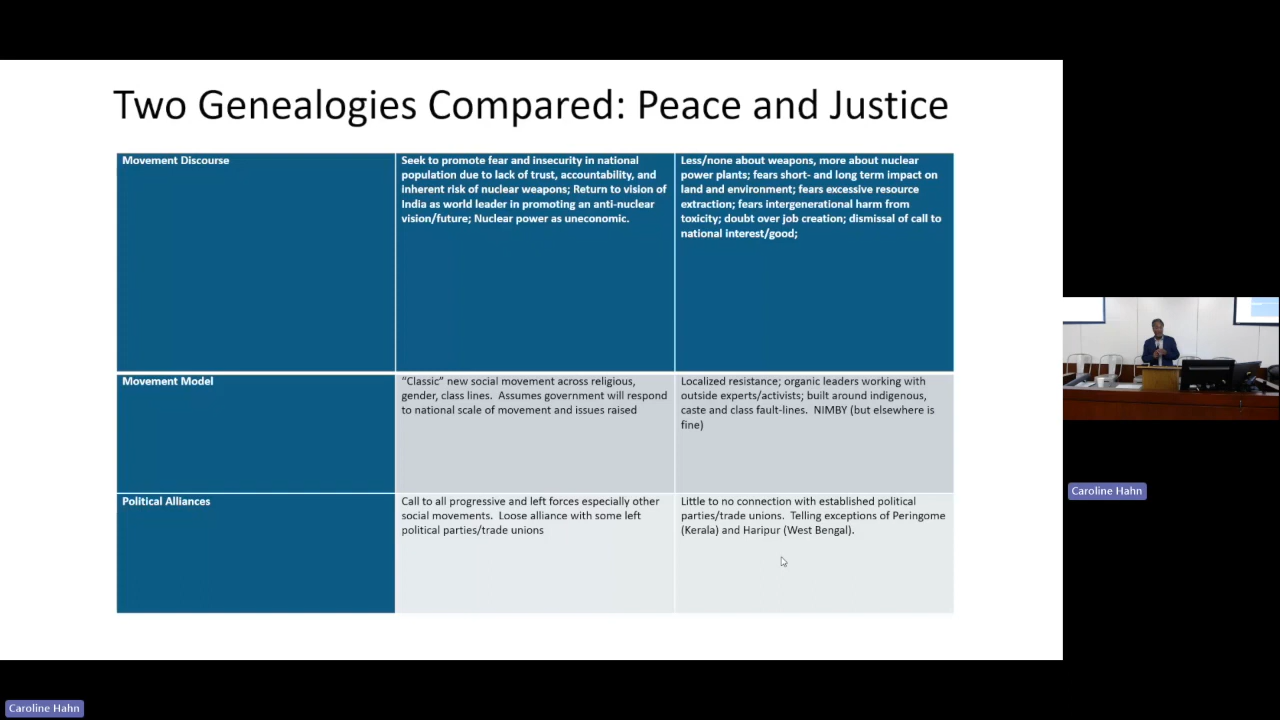 Two Genealogies Compared: Peace and Justice
Movement Discourse
Seek to promote fear and insecurity in national
population due to lack of trust, accountability, and
inherent risk of nuclear weapons; Return to vision of
India as world leader in promoting an anti-nuclear
vision/future; Nuclear power as uneconomic.
Less/none about weapons, more about nuclear
power plants; fears short- and long term impact on
land and environment; fears excessive resource
extraction; fears intergenerational harm from
toxicity; doubt over job creation; dismissal of call to
national interest/good;
Movement Model
“Classic” new social movement across religious,
gender, class lines.  Assumes government will respond
to national scale of movement and issues raised
Localized resistance; organic leaders working with
outside experts/activists; built around indigenous,
caste and class fault-lines.  NIMBY (but elsewhere is
fine)
Political Alliances
Call to all progressive and left forces especially other
social movements.  Loose alliance with some left
political parties/trade unions
Little to no connection with established political
parties/trade unions.  Telling exceptions of Peringome
(Kerala) and Haripur (West Bengal).
Caroline Hahn
Caroline Hahn